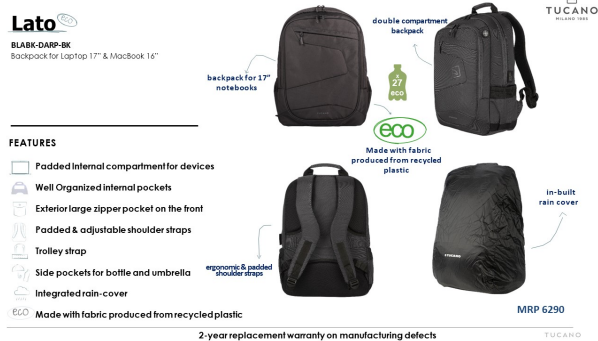 Lato
eco
TUCANO
MILANO 1985
BLABK-DARP-BK
Backpack for Laptop 17" & MacBook 16"
double compartment
backpack
backpack for 17"
notebooks
x
27
eco
eco
Made with fabric
produced from recycled
plastic
FEATURES
Padded Internal compartment for devices
Well Organized internal pockets
Exterior large zipper pocket on the front
Padded & adjustable shoulder straps
Trolley strap
Side pockets for bottle and umbrella
Integrated rain-cover
eco
Made with fabric produced from recycled plastic
ergonomic & padded
shoulder straps
in-built
rain cover
TUCANO
MRP 6290
2-year replacement warranty on manufacturing defects
TUCANO